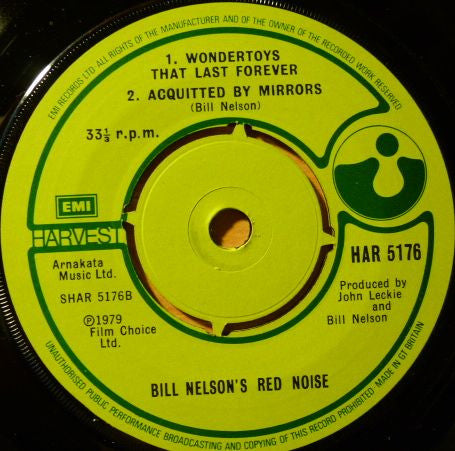 EMI RECORDS LTD. ALL RIGHTS OF THE MANUFACTURER AND OF THE OWNER OF THE RECORDED WORK RESERVED
1. WONDERTOYS
THAT LAST FOREVER
2. ACQUITTED BY MIRRORS
(Bill Nelson)
33⅓ r.p.m.
EMI
HARVEST
HAR 5176
Arnakata
Music Ltd.
SHAR 5176B
Ⓟ1979
Film Choice
Ltd.
Produced by
John Leckie
and
Bill Nelson
BILL NELSON'S RED NOISE
UNAUTHORISED PUBLIC PERFORMANCE BROADCASTING AND COPYING OF THIS RECORD PROHIBITED · MADE IN GT BRITAIN